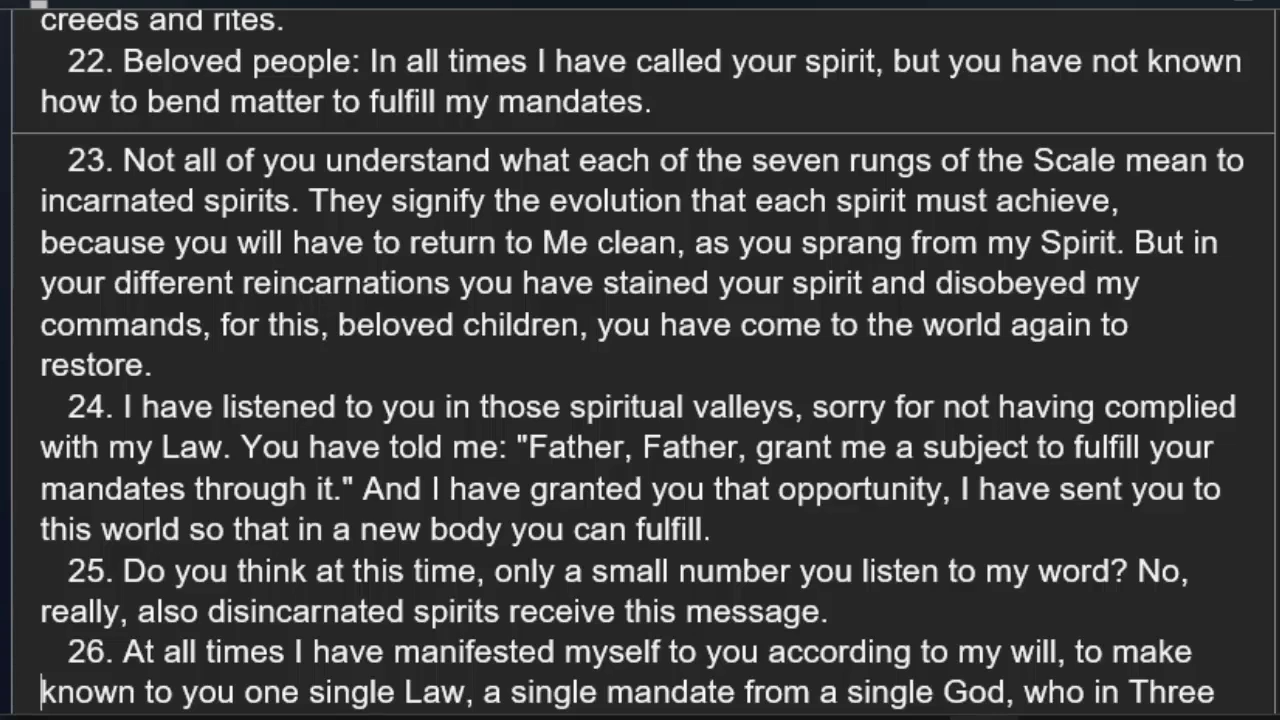 creeds and rites.
22. Beloved people: In all times I have called your spirit, but you have not known
how to bend matter to fulfill my mandates.
23. Not all of you understand what each of the seven rungs of the Scale mean to
incarnated spirits. They signify the evolution that each spirit must achieve,
because you will have to return to Me clean, as you sprang from my Spirit. But in
your different reincarnations you have stained your spirit and disobeyed my
commands, for this, beloved children, you have come to the world again to
restore.
24. I have listened to you in those spiritual valleys, sorry for not having complied
with my Law. You have told me: "Father, Father, grant me a subject to fulfill your
mandates through it." And I have granted you that opportunity, I have sent you to
this world so that in a new body you can fulfill.
25. Do you think at this time, only a small number you listen to my word? No,
really, also disincarnated spirits receive this message.
26. At all times I have manifested myself to you according to my will, to make
known to you one single Law, a single mandate from a single God, who in Three